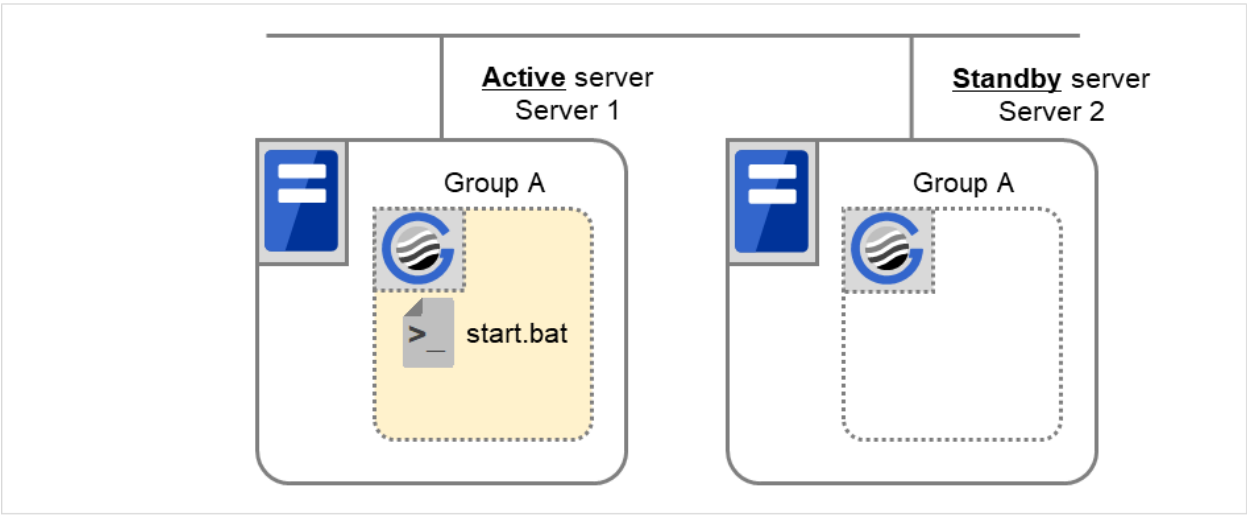 Active server
Server 1
Standby server
Server 2
Group A
Group A
>_ start.bat